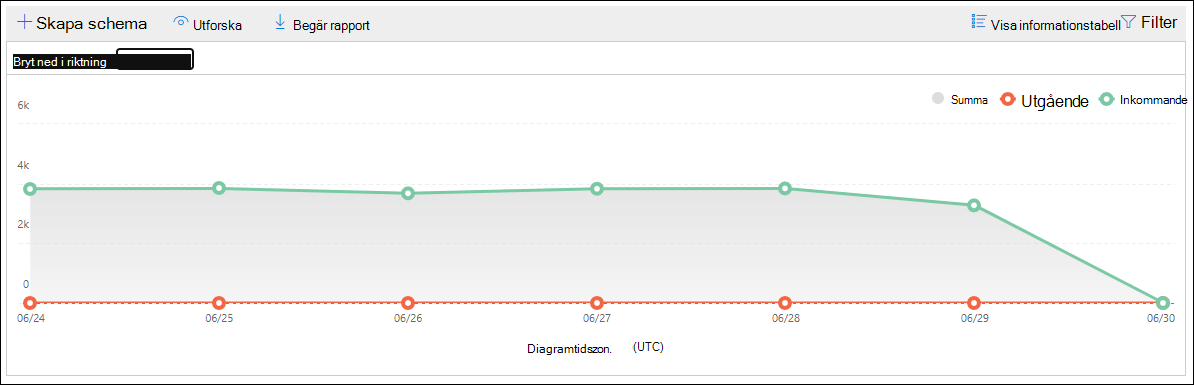 Skapa schema Utforska Begär rapport Visa informationstabell Filter
Bryt ned i riktning
Summa Utgående Inkommande
6k
4k
2k
0
06/24 06/25 06/26 06/27 06/28 06/29 06/30
Diagramtidszon. (UTC)